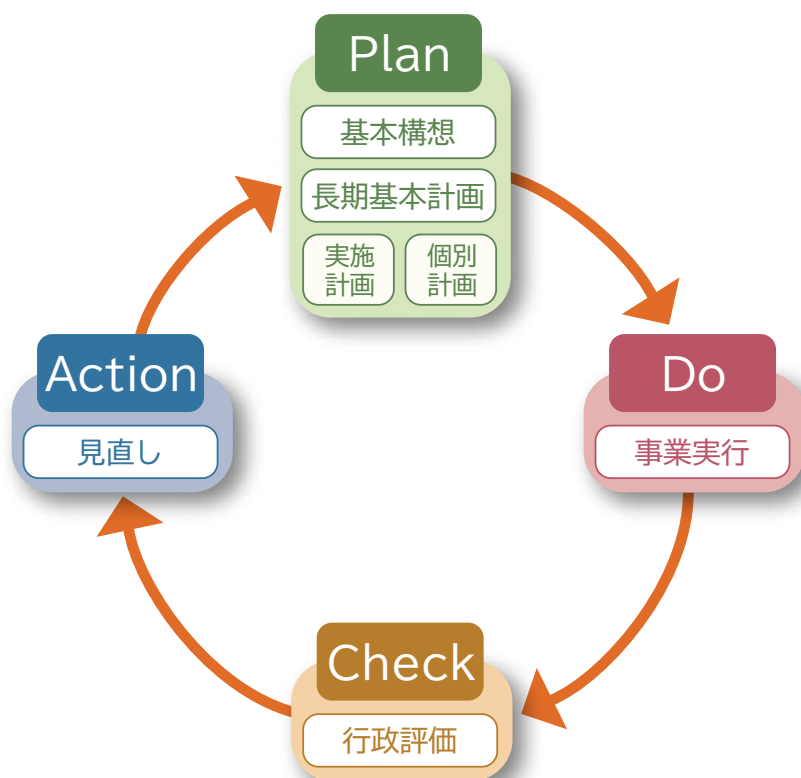 Plan
基本構想
長期基本計画
実施
計画
個別
計画
Do
事業実行
Check
行政評価
Action
見直し